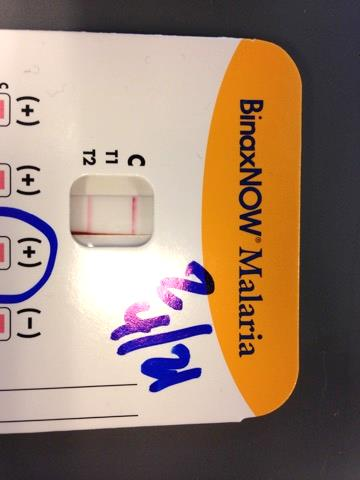 BinaxNOW® Malaria
C
T1
T2
(+) (+) (+) (-)
C